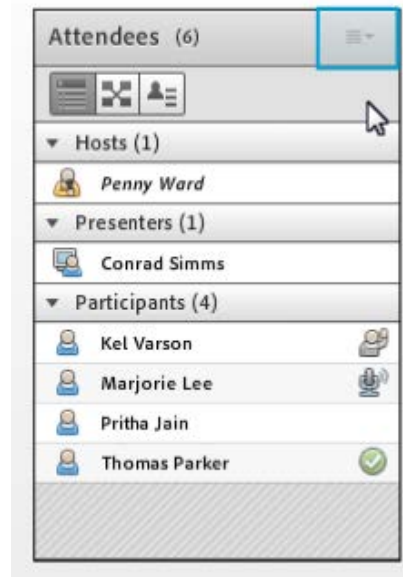 Attendees (6)
Hosts (1)
Penny Ward
Presenters (1)
Conrad Simms
Participants (4)
Kel Varson
Marjorie Lee
Pritha Jain
Thomas Parker